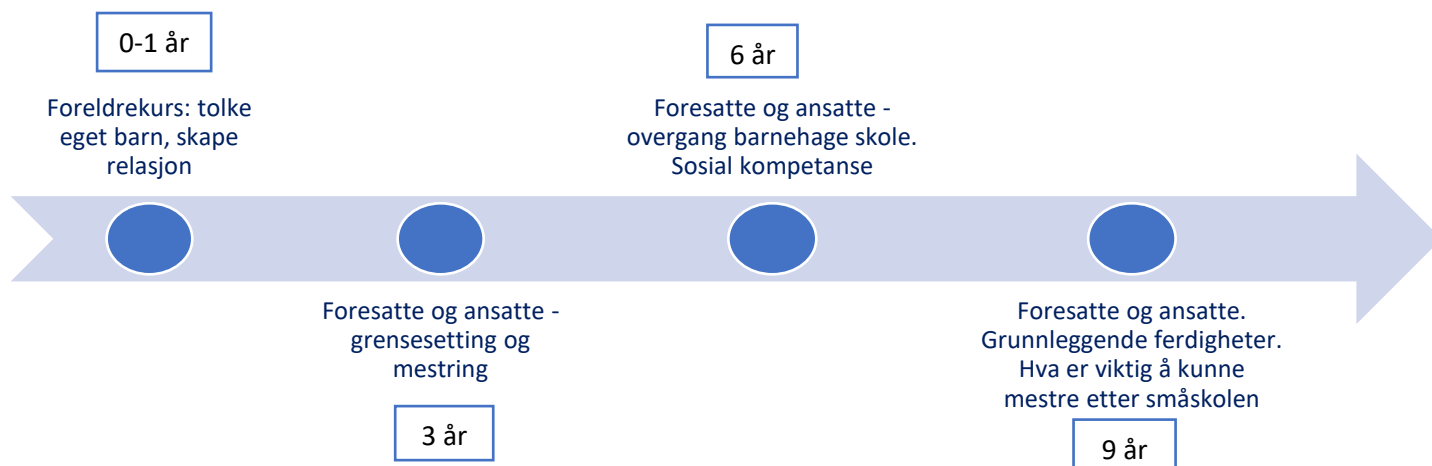 0-1 år
Foreldrekurs: tolke
eget barn, skape
relasjon
Foresatte og ansatte -
grensesetting og
mestring
3 år
6 år
Foresatte og ansatte -
overgang barnehage skole.
Sosial kompetanse
Foresatte og ansatte.
Grunnleggende ferdigheter.
Hva er viktig å kunne
mestre etter småskolen
9 år